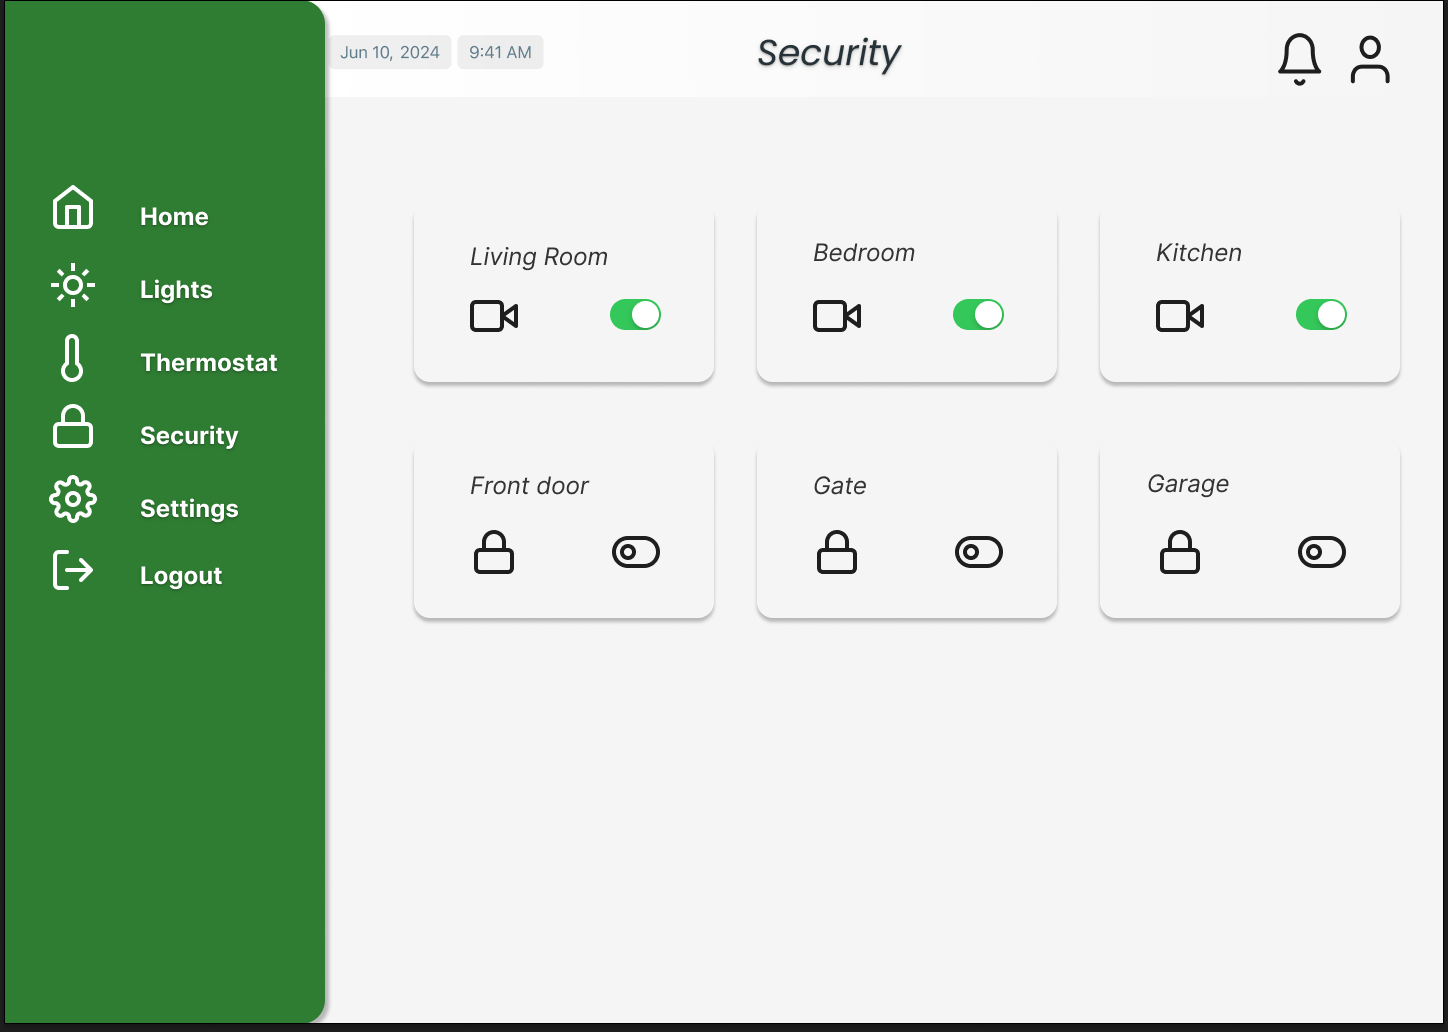 Jun 10, 2024
9:41 AM
Security
Home
Lights
Thermostat
Security
Settings
Logout
Living Room
Bedroom
Kitchen
Front door
Gate
Garage